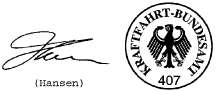 (Hansen)
KRAFTFAHRT-BUNDESAMT
407